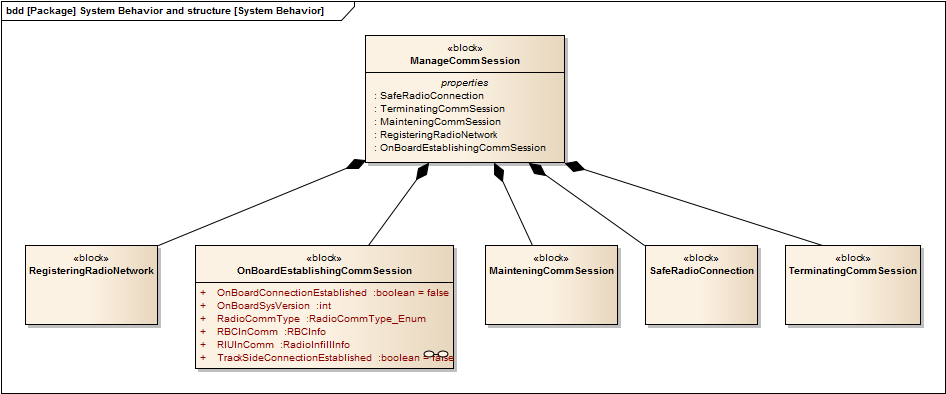 bdd [Package] System Behavior and structure [System Behavior]
«block»
ManageCommSession
properties
: SafeRadioConnection
: TerminatingCommSession
: MainteningCommSession
: RegisteringRadioNetwork
: OnBoardEstablishingCommSession
«block»
RegisteringRadioNetwork
«block»
OnBoardEstablishingCommSession
+ OnBoardConnectionEstablished :boolean = false
+ OnBoardSysVersion :int
+ RadioCommType :RadioCommType_Enum
+ RBCInComm :RBCInfo
+ RIUInComm :RadioInfillInfo
+ TrackSideConnectionEstablished :boolean = false
«block»
MainteningCommSession
«block»
SafeRadioConnection
«block»
TerminatingCommSession